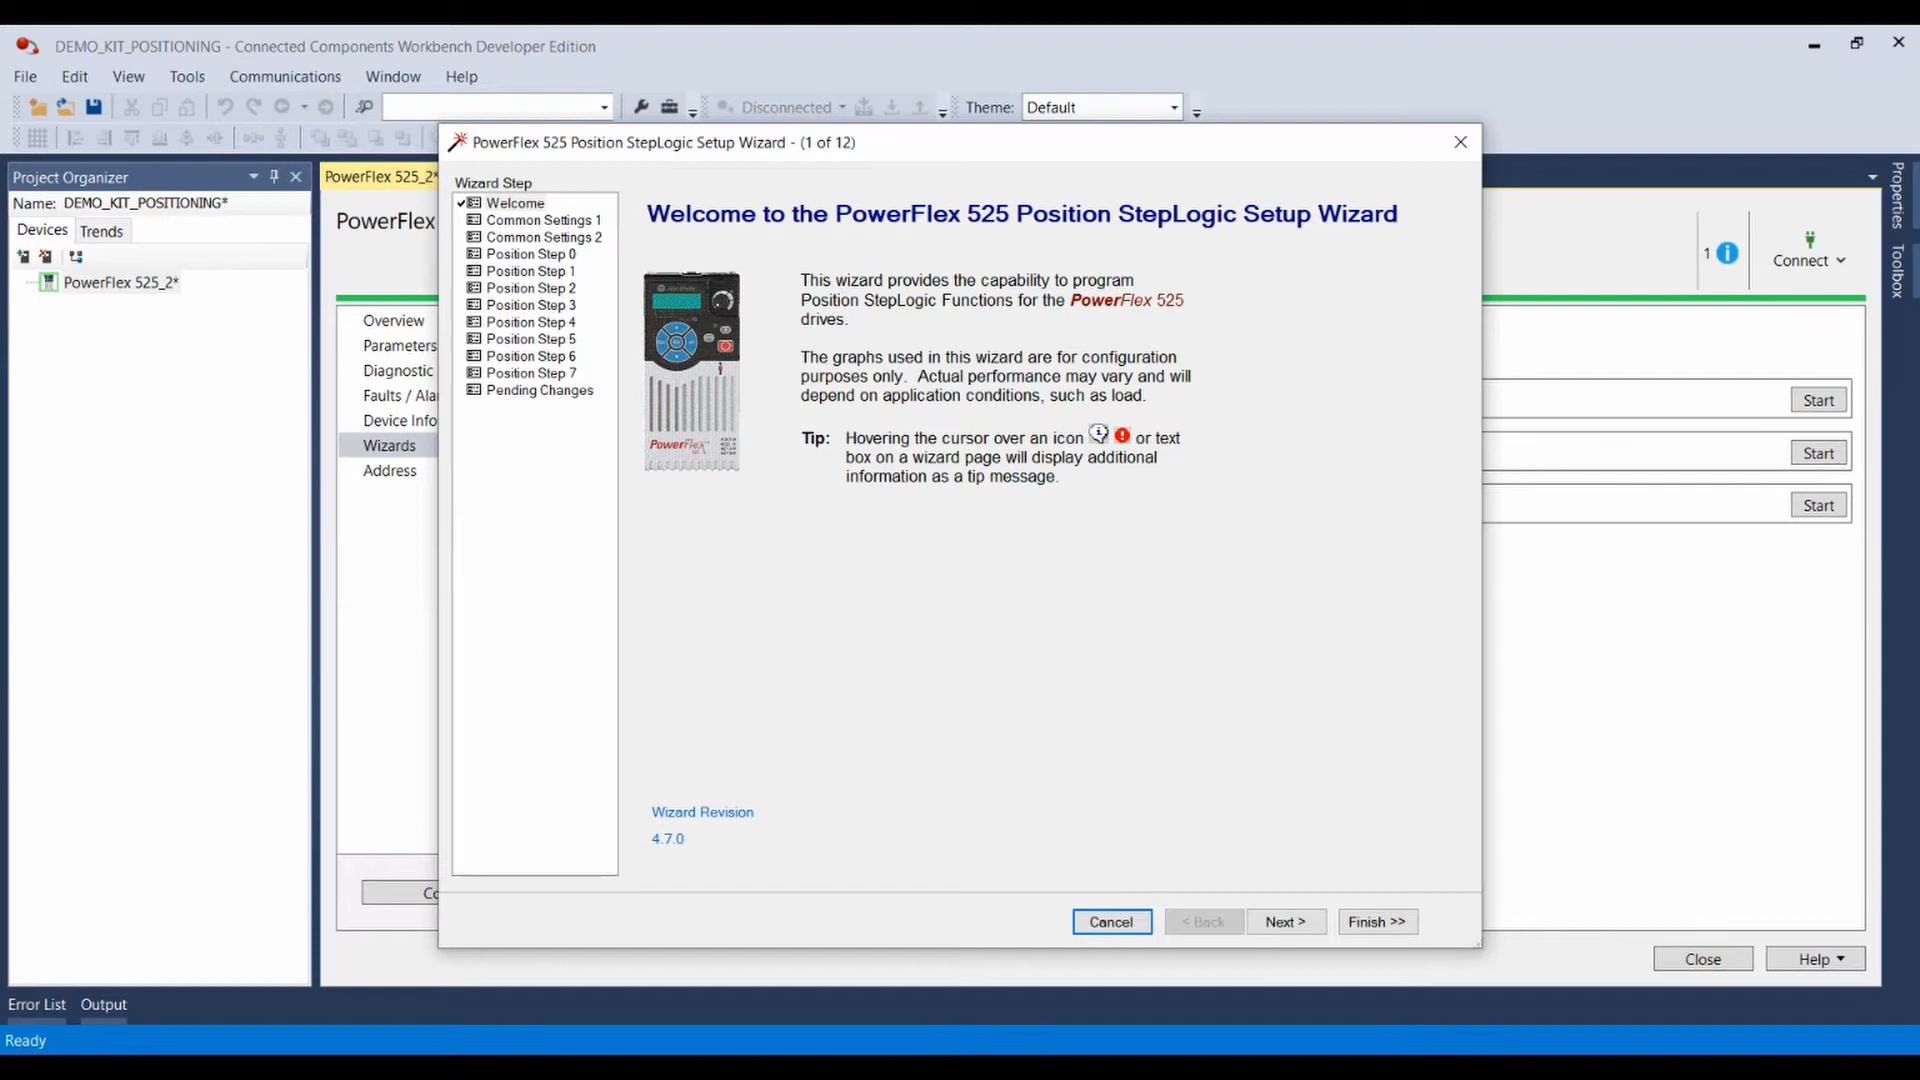 DEMO_KIT_POSITIONING - Connected Components Workbench Developer Edition
File Edit View Tools Communications Window Help
Disconnected Theme: Default
PowerFlex 525 Position StepLogic Setup Wizard - (1 of 12)
Project Organizer
Name: DEMO_KIT_POSITIONING*
Devices Trends
PowerFlex 525_2*
PowerFlex 525_2*
PowerFlex
Overview
Parameters
Diagnostic
Faults / Ala
Device Info
Wizards
Address
Co
Wizard Step
Welcome
Common Settings 1
Common Settings 2
Position Step 0
Position Step 1
Position Step 2
Position Step 3
Position Step 4
Position Step 5
Position Step 6
Position Step 7
Pending Changes
Welcome to the PowerFlex 525 Position StepLogic Setup Wizard
This wizard provides the capability to program
Position StepLogic Functions for the PowerFlex 525
drives.
The graphs used in this wizard are for configuration
purposes only. Actual performance may vary and will
depend on application conditions, such as load.
Tip: Hovering the cursor over an icon or text
box on a wizard page will display additional
information as a tip message.
PowerFlex
Wizard Revision
4.7.0
Cancel < Back Next > Finish >>
1
Connect
Start
Start
Start
Close Help
Properties
Toolbox
Error List Output
Ready